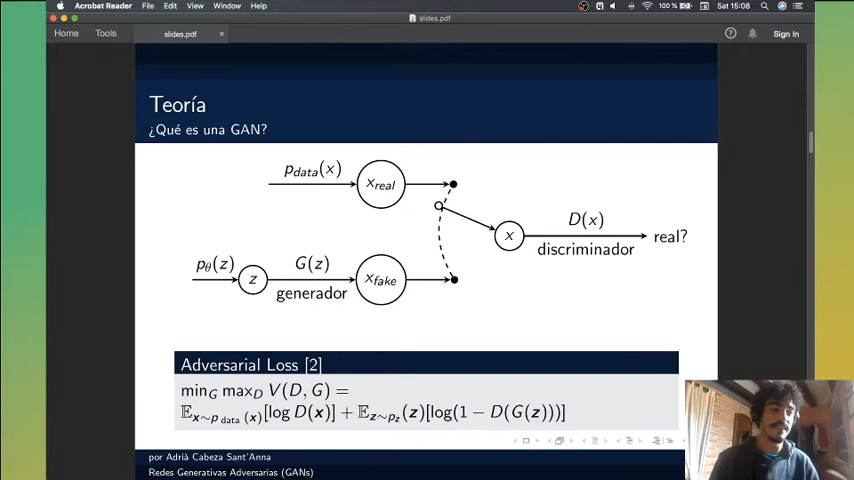 Acrobat Reader File Edit View Window Help 100 % Sat 15:08
slides.pdf
Home Tools slides.pdf × Sign In
Teoría
¿Qué es una GAN?
p_data(x) x_real
D(x)
x real?
discriminador
p_θ(z) G(z)
z x_fake
generador
Adversarial Loss [2]
min_G max_D V(D, G) =
𝔼_x∼p_data(x)[log D(x)] + 𝔼_z∼p_z(z)[log(1 − D(G(z)))]
por Adrià Cabeza Sant'Anna
Redes Generativas Adversarias (GANs)